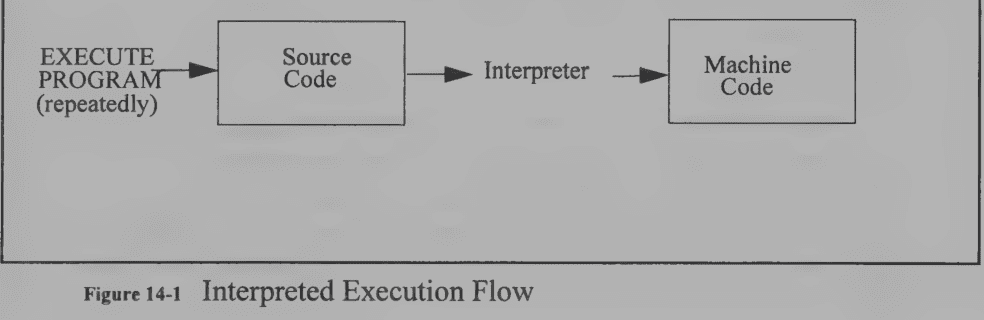 EXECUTE
PROGRAM
(repeatedly)
Source
Code
Interpreter
Machine
Code
Figure 14-1 Interpreted Execution Flow